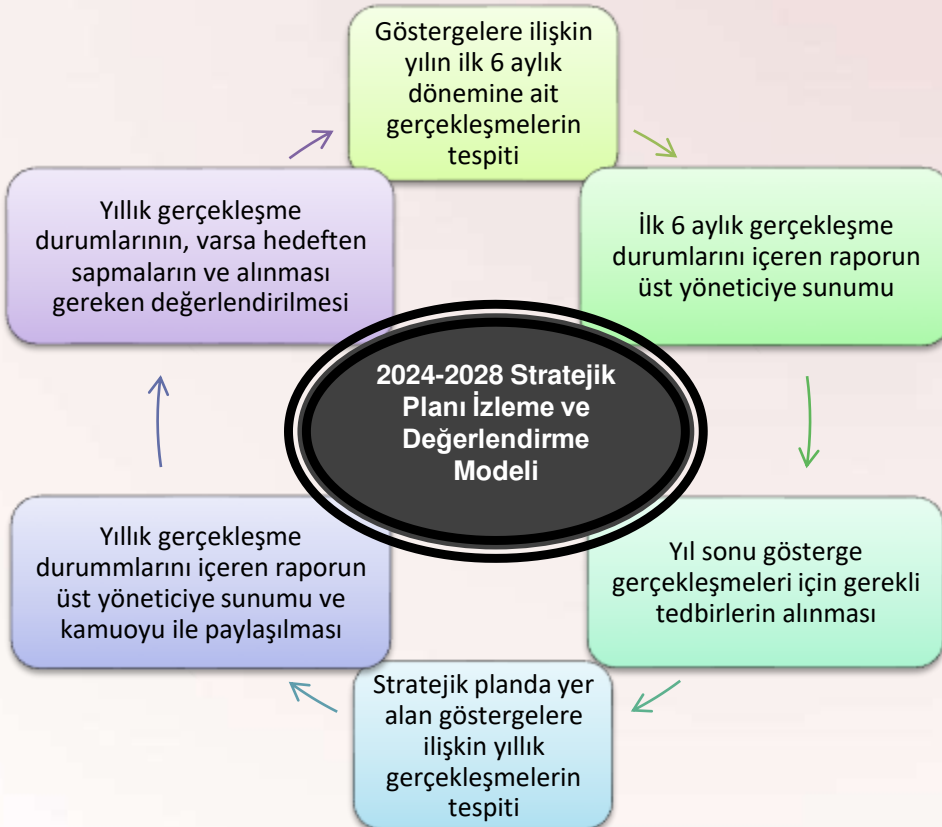 Göstergelere ilişkin
yılın ilk 6 aylık
dönemine ait
gerçekleşmelerin
tespiti
İlk 6 aylık gerçekleşme
durumlarını içeren raporun
üst yöneticiye sunumu
Yıl sonu gösterge
gerçekleşmeleri için gerekli
tedbirlerin alınması
Stratejik planda yer
alan göstergelere
ilişkin yıllık
gerçekleşmelerin
tespiti
Yıllık gerçekleşme
durummlarını içeren raporun
üst yöneticiye sunumu ve
kamuoyu ile paylaşılması
Yıllık gerçekleşme
durumlarının, varsa hedeften
sapmaların ve alınması
gereken değerlendirilmesi
2024-2028 Stratejik
Planı İzleme ve
Değerlendirme
Modeli